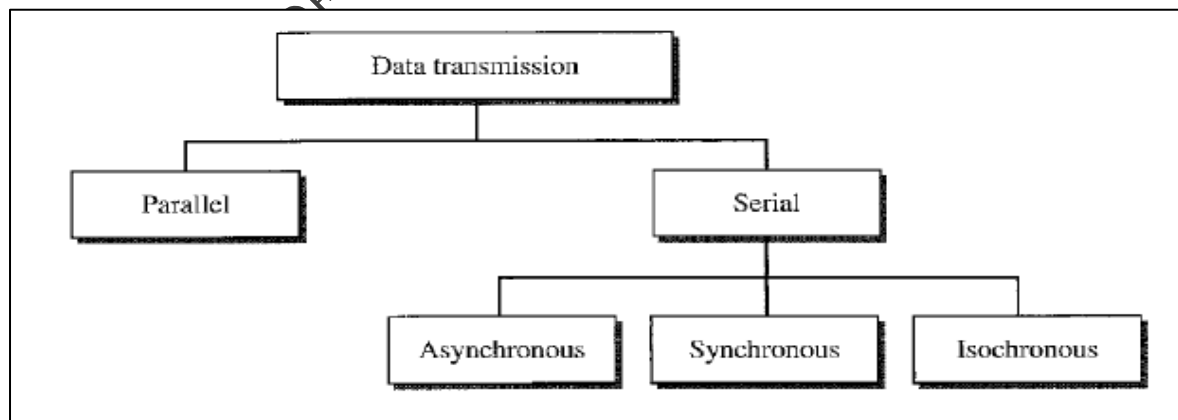 Data transmission
Parallel
Serial
Asynchronous
Synchronous
Isochronous